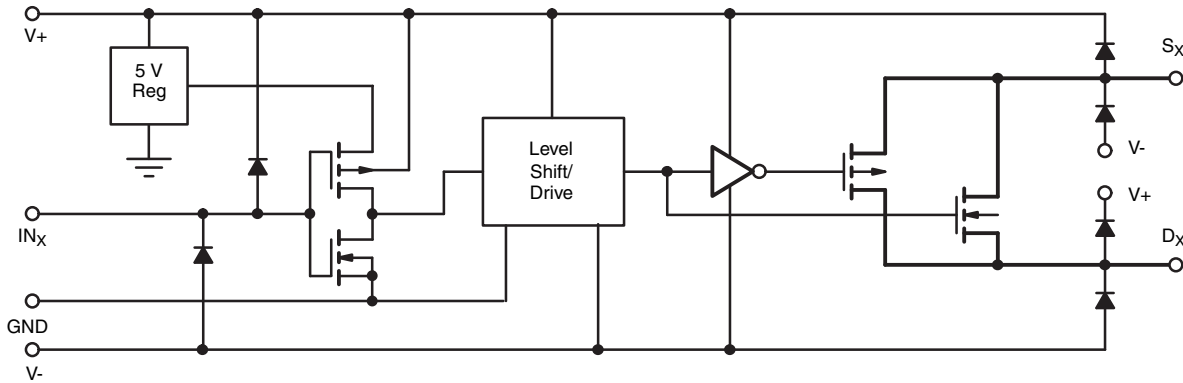 V+
5 V
Reg
INX
GND
V-
Level
Shift/
Drive
SX
V-
V+
DX